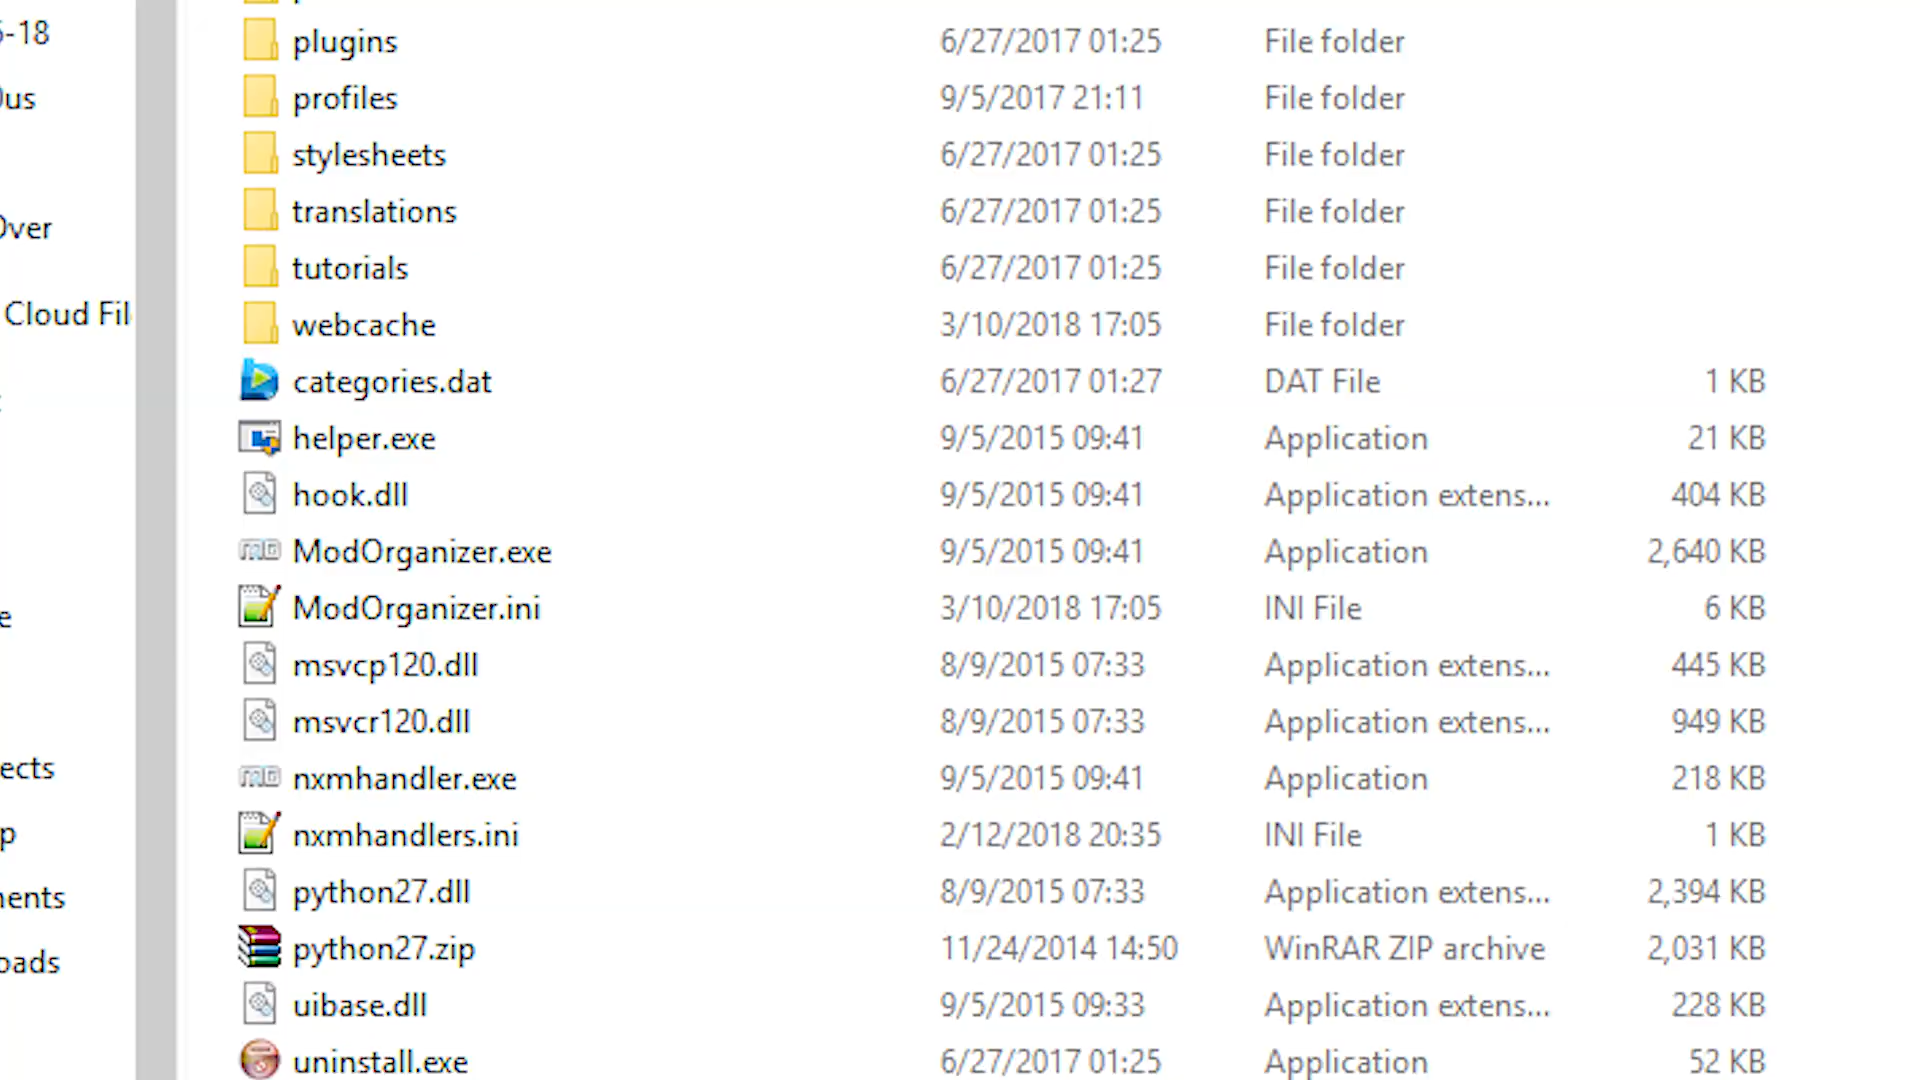 6-18
Ous
Over
Cloud Fil
e
ects
p
ents
oads
plugins 6/27/2017 01:25 File folder
profiles 9/5/2017 21:11 File folder
stylesheets 6/27/2017 01:25 File folder
translations 6/27/2017 01:25 File folder
tutorials 6/27/2017 01:25 File folder
webcache 3/10/2018 17:05 File folder
categories.dat 6/27/2017 01:27 DAT File 1 KB
helper.exe 9/5/2015 09:41 Application 21 KB
hook.dll 9/5/2015 09:41 Application extens... 404 KB
ModOrganizer.exe 9/5/2015 09:41 Application 2,640 KB
ModOrganizer.ini 3/10/2018 17:05 INI File 6 KB
msvcp120.dll 8/9/2015 07:33 Application extens... 445 KB
msvcr120.dll 8/9/2015 07:33 Application extens... 949 KB
nxmhandler.exe 9/5/2015 09:41 Application 218 KB
nxmhandlers.ini 2/12/2018 20:35 INI File 1 KB
python27.dll 8/9/2015 07:33 Application extens... 2,394 KB
python27.zip 11/24/2014 14:50 WinRAR ZIP archive 2,031 KB
uibase.dll 9/5/2015 09:33 Application extens... 228 KB
uninstall.exe 6/27/2017 01:25 Application 52 KB